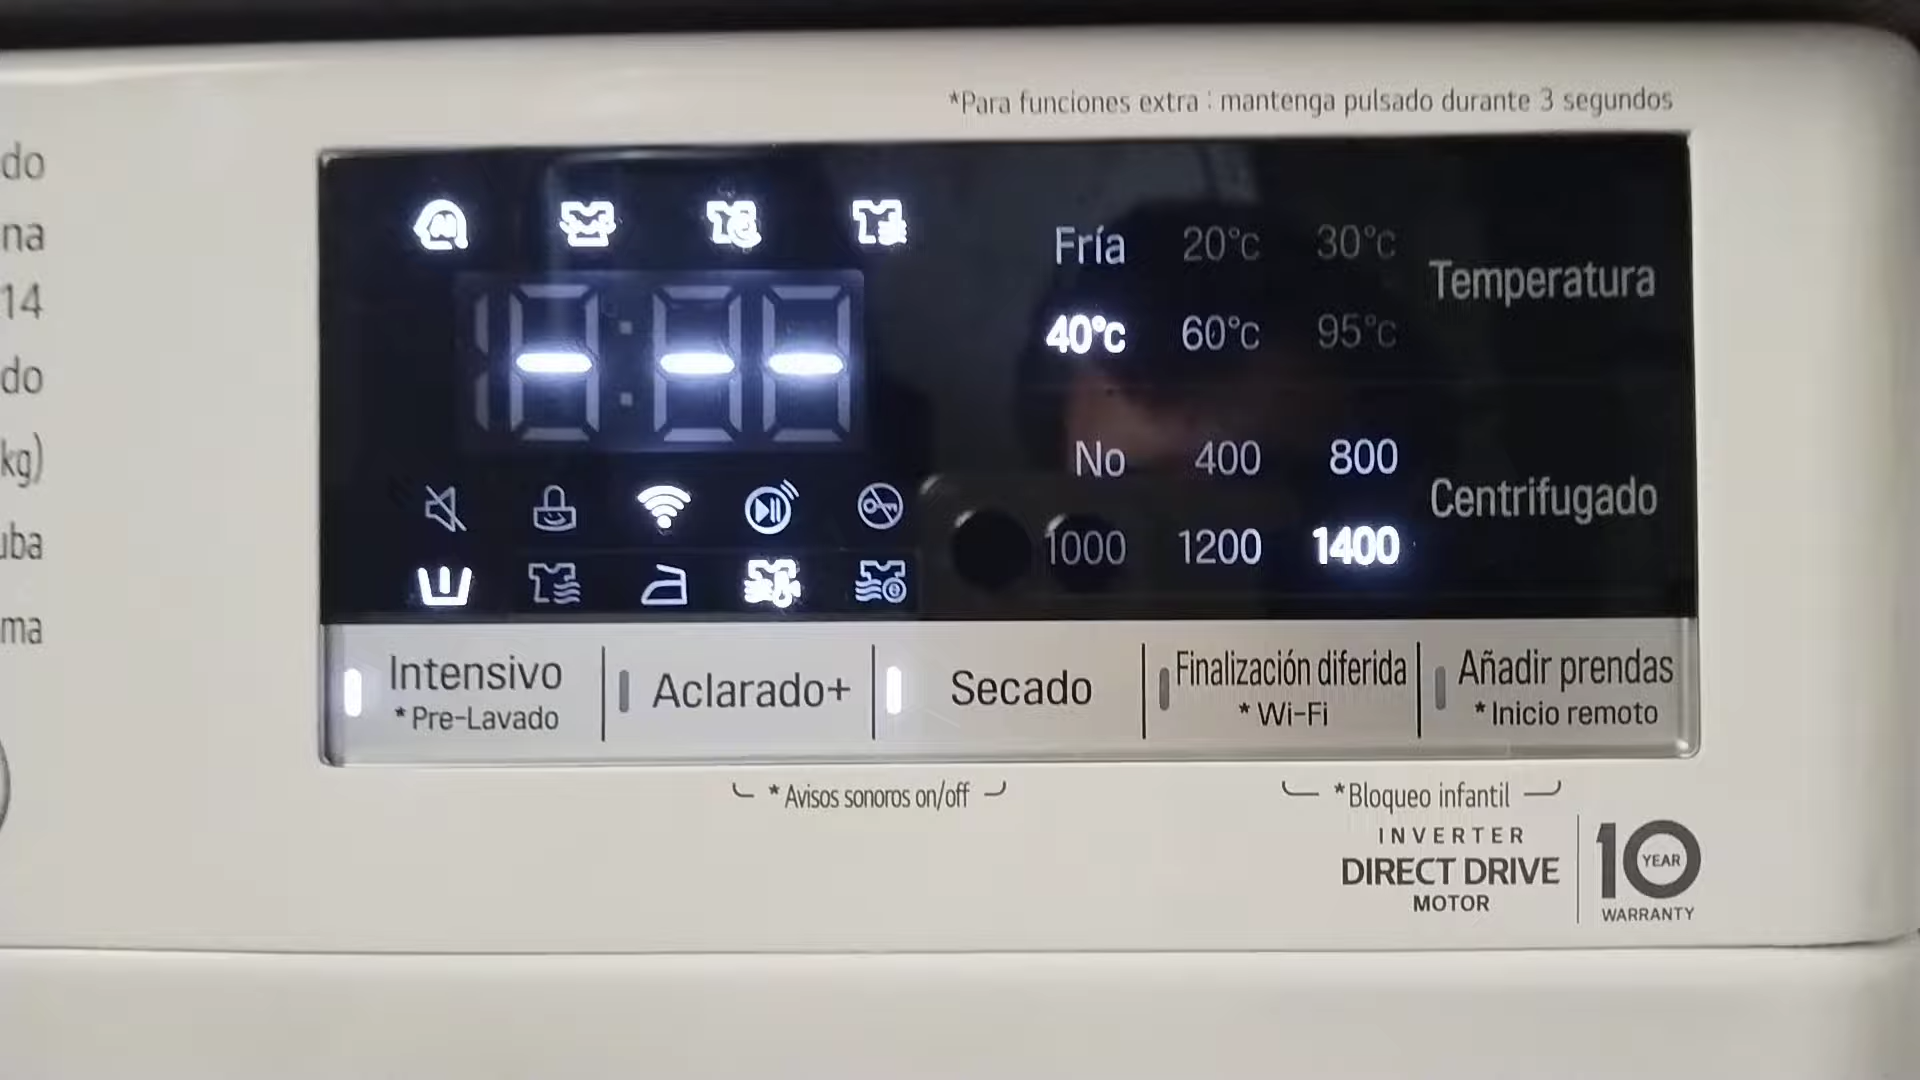 *Para funciones extra : mantenga pulsado durante 3 segundos
do
na
14
do
kg)
uba
ma
Fría 20°c 30°c
Temperatura
40°c 60°c 95°c
- : - -
No 400 800
Centrifugado
1000 1200 1400
Intensivo
*Pre-Lavado
Aclarado+
Secado
Finalización diferida
*Wi-Fi
Añadir prendas
*Inicio remoto
*Avisos sonoros on/off
*Bloqueo infantil
INVERTER
DIRECT DRIVE
MOTOR
10
YEAR
WARRANTY